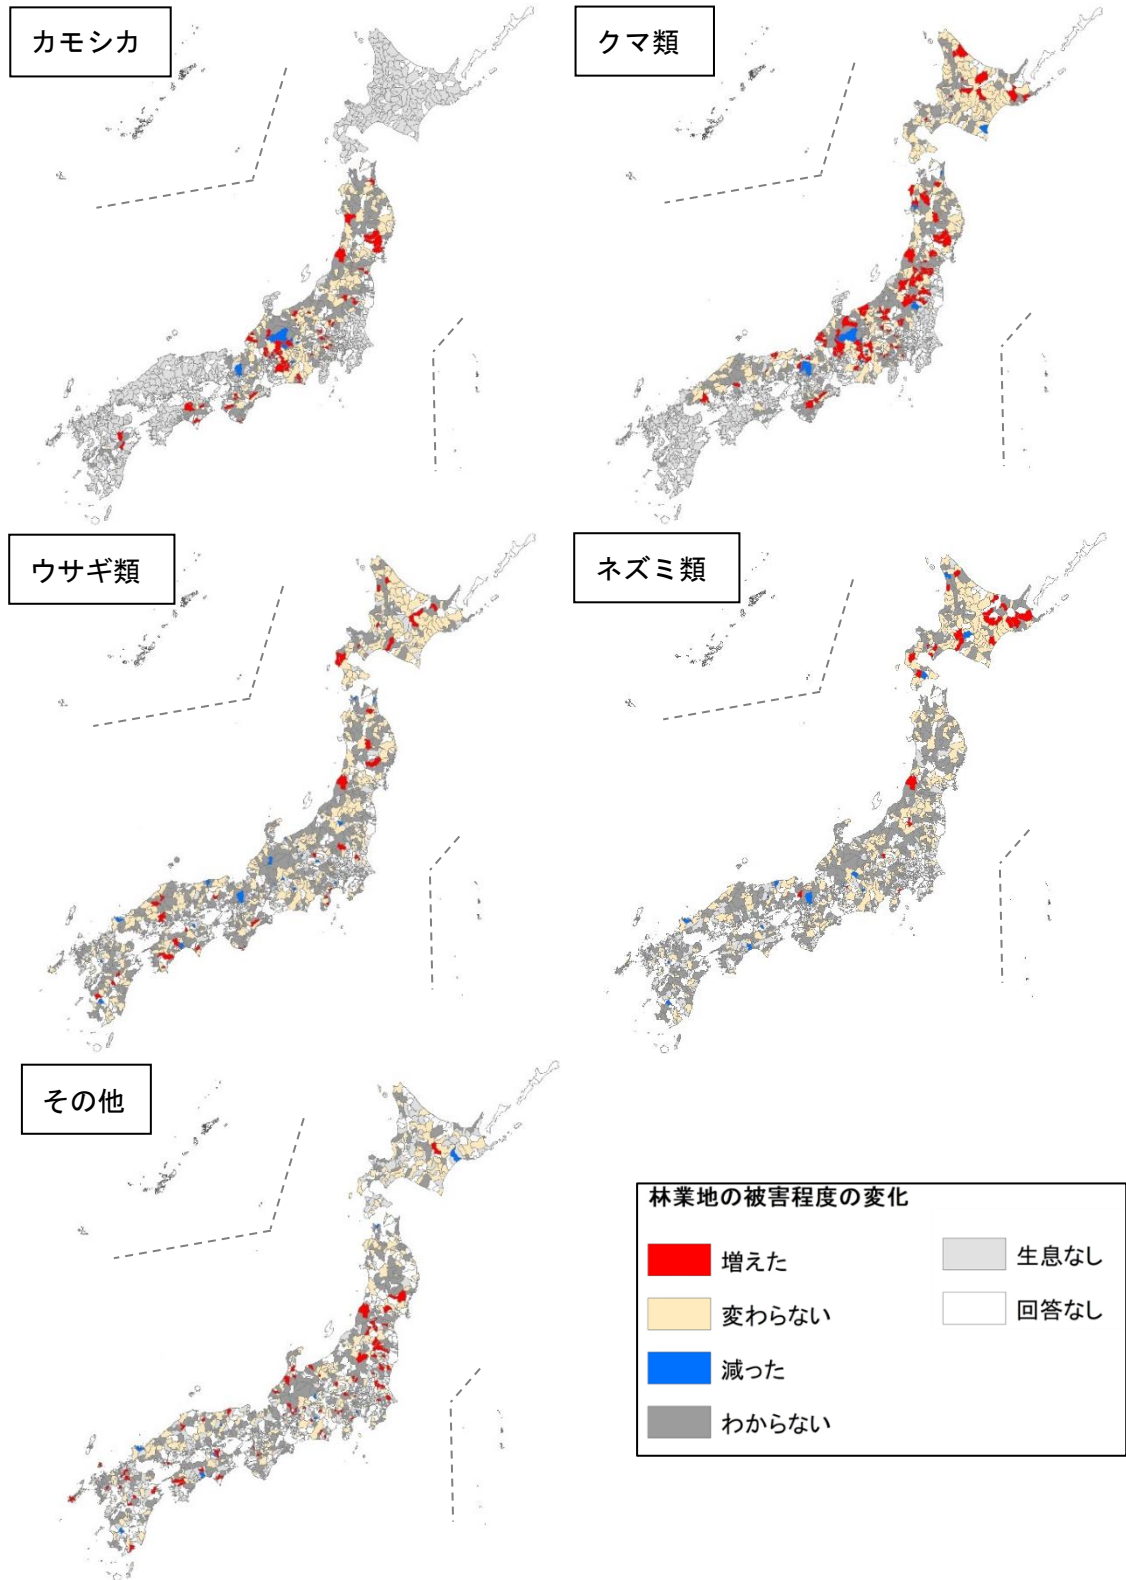 カモシカ
クマ類
ウサギ類
ネズミ類
その他
林業地の被害程度の変化
増えた
変わらない
減った
わからない
生息なし
回答なし